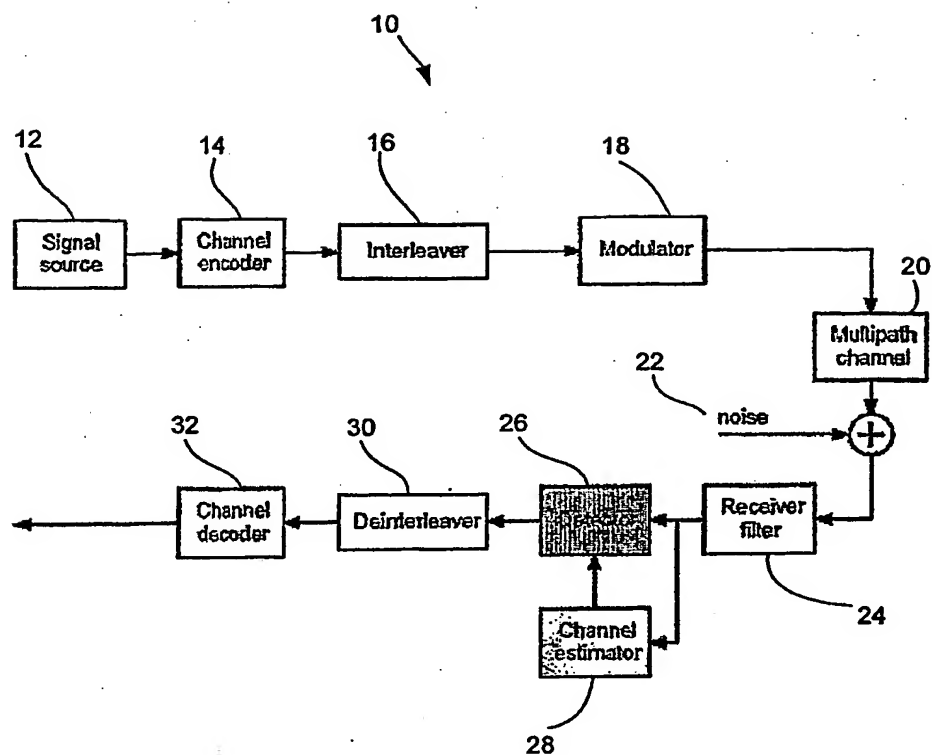 10
12
14
16
18
Signal
source
Channel
encoder
Interleaver
Modulator
20
Multipath
channel
22
noise
+
32
30
26
Channel
decoder
Deinterleaver
Receiver
filter
24
Channel
estimator
28